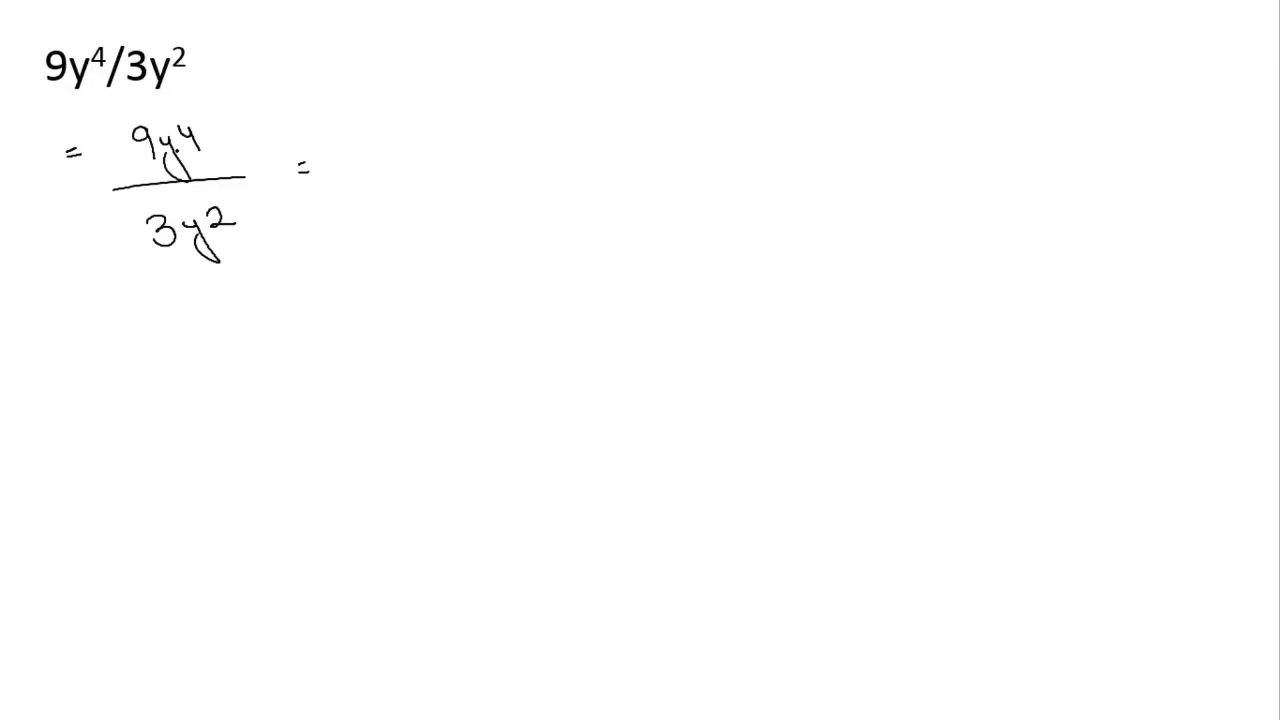 9y⁴/3y²
= 9y⁴ =
3y²